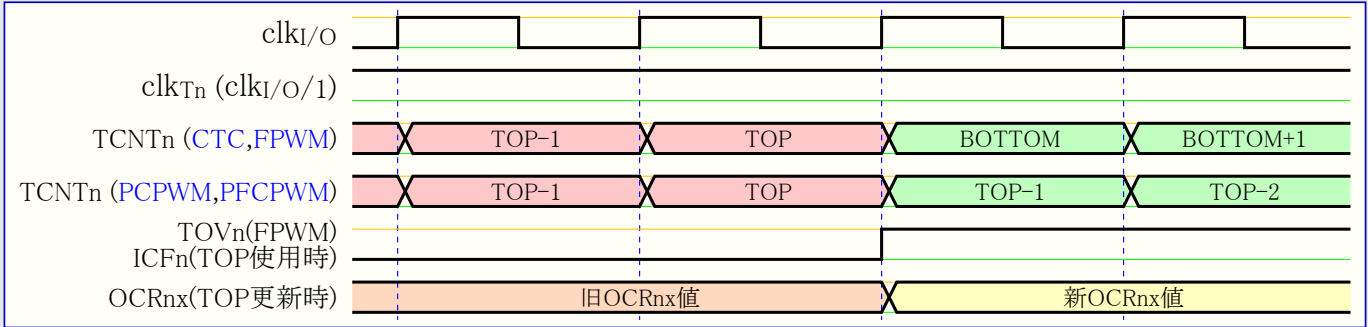 clkI/O
clkTn (clkI/O/1)
TCNTn (CTC,FPWM) TOP-1 TOP BOTTOM BOTTOM+1
TCNTn (PCPWM,PFCPWM) TOP-1 TOP TOP-1 TOP-2
TOVn(FPWM)
ICFn(TOP使用時)
OCRnx(TOP更新時) 旧OCRnx値 新OCRnx値